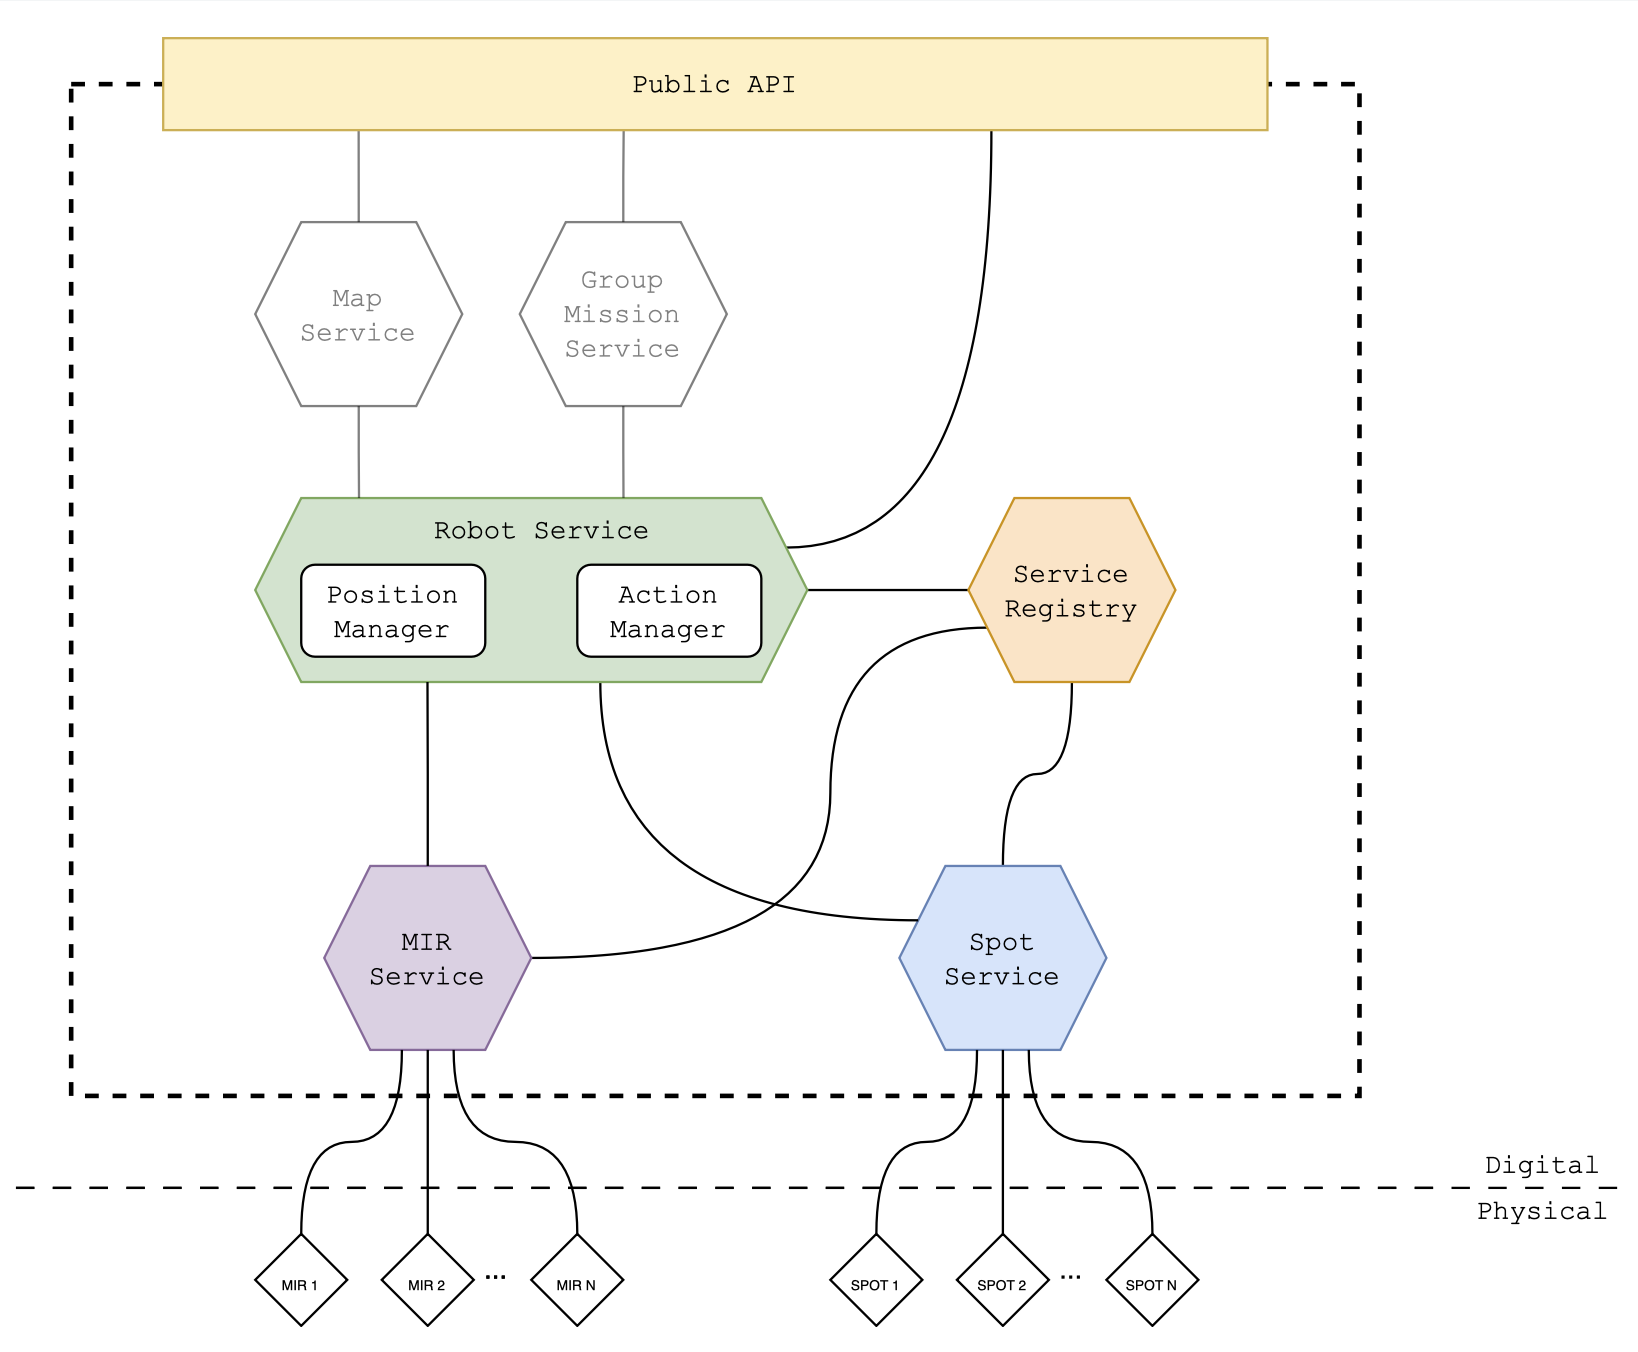 Public API
Map
Service
Group
Mission
Service
Robot Service
Position
Manager
Action
Manager
Service
Registry
MIR
Service
Spot
Service
Digital
Physical
MIR 1
MIR 2
...
MIR N
SPOT 1
SPOT 2
...
SPOT N